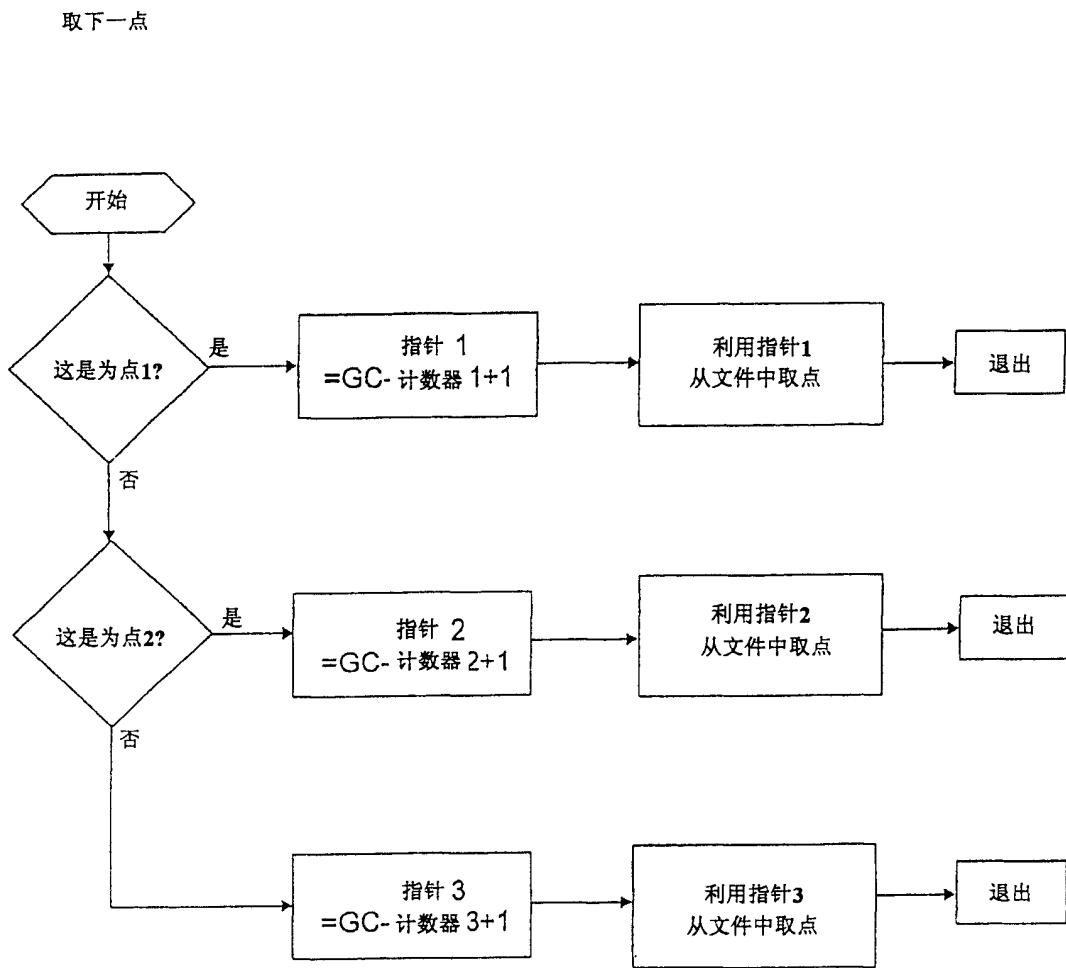 取下一点
开始
这是为点1?
是
指针 1
=GC- 计数器 1+1
利用指针1
从文件中取点
退出
否
这是为点2?
是
指针 2
=GC- 计数器 2+1
利用指针2
从文件中取点
退出
否
指针 3
=GC- 计数器 3+1
利用指针3
从文件中取点
退出